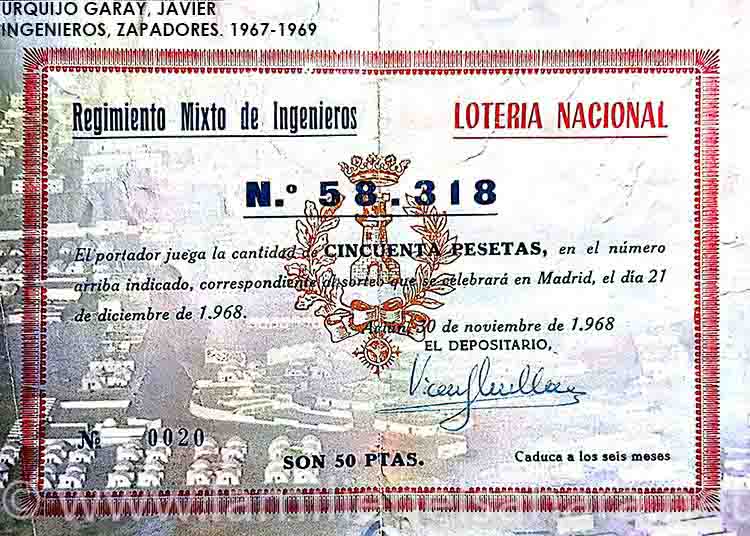 URQUIJO GARAY, JAVIER
INGENIEROS, ZAPADORES. 1967-1969
Regimiento Mixto de Ingenieros
LOTERIA NACIONAL
N.º 58.318
El portador juega la cantidad de CINCUENTA PESETAS, en el número
arriba indicado, correspondiente al sorteo que se celebrará en Madrid, el día 21
de diciembre de 1.968.
30 de noviembre de 1.968
EL DEPOSITARIO,
Nº 0020
SON 50 PTAS.
Caduca a los seis meses